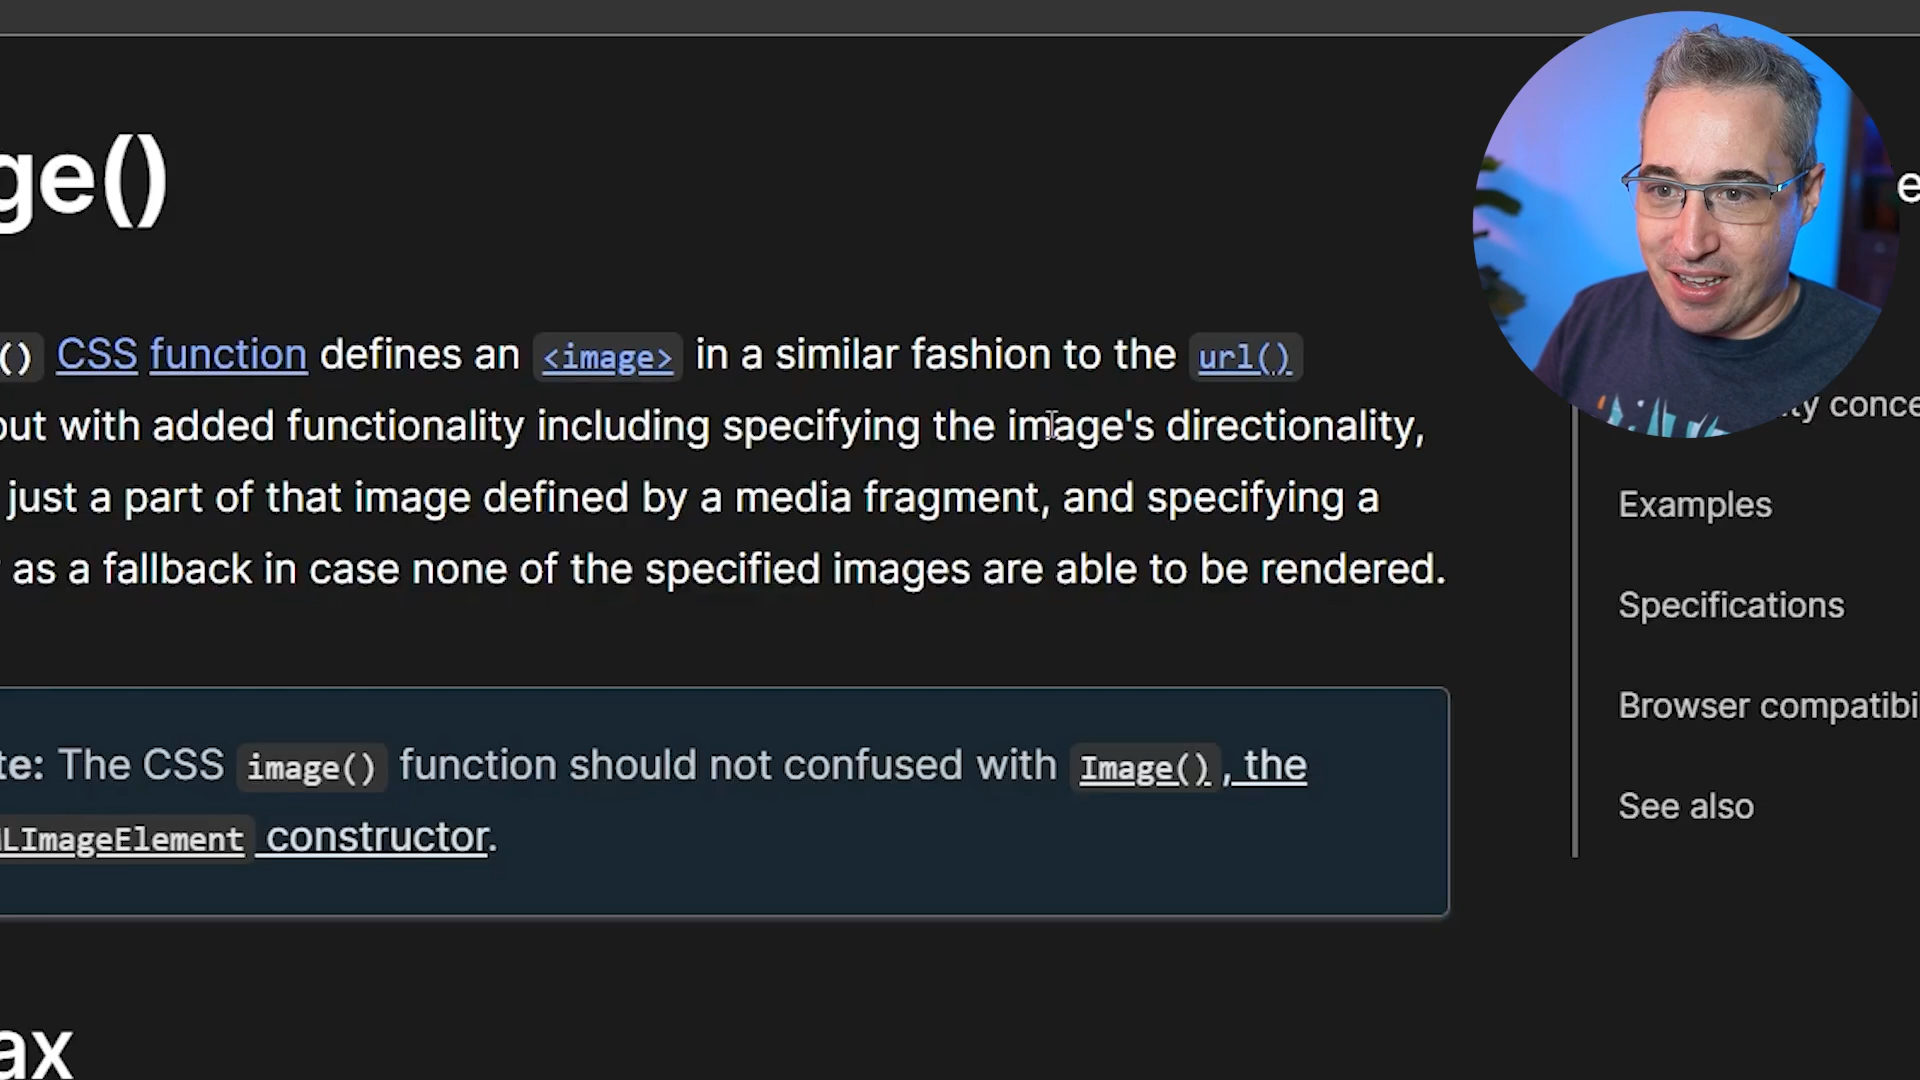 ge()
() CSS function defines an <image> in a similar fashion to the url()
but with added functionality including specifying the image's directionality,
just a part of that image defined by a media fragment, and specifying a
as a fallback in case none of the specified images are able to be rendered.
te: The CSS image() function should not confused with Image(), the
LImageElement constructor.
ax
e
ty conce
Examples
Specifications
Browser compatibi
See also